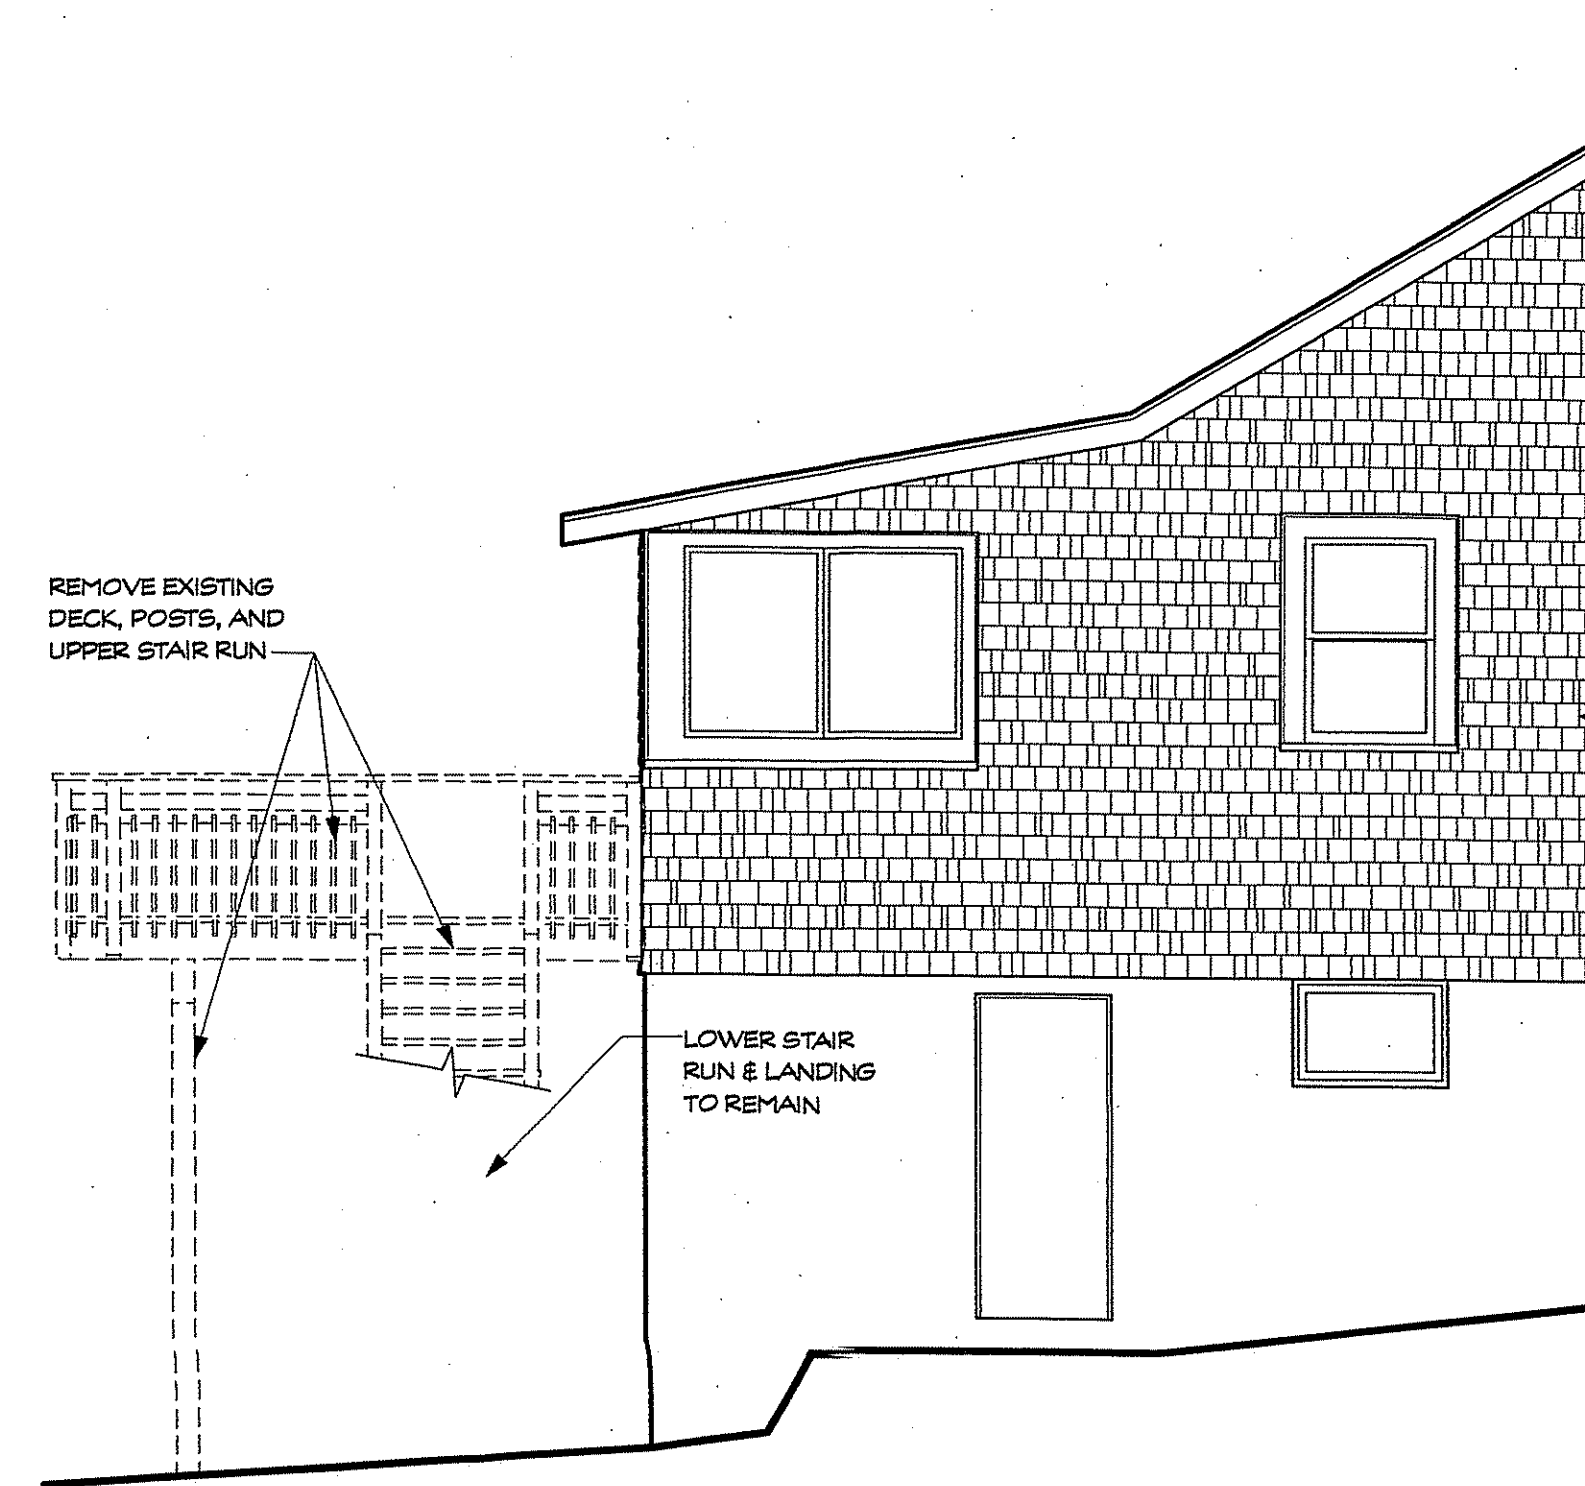 REMOVE EXISTING
DECK, POSTS, AND
UPPER STAIR RUN
LOWER STAIR
RUN & LANDING
TO REMAIN